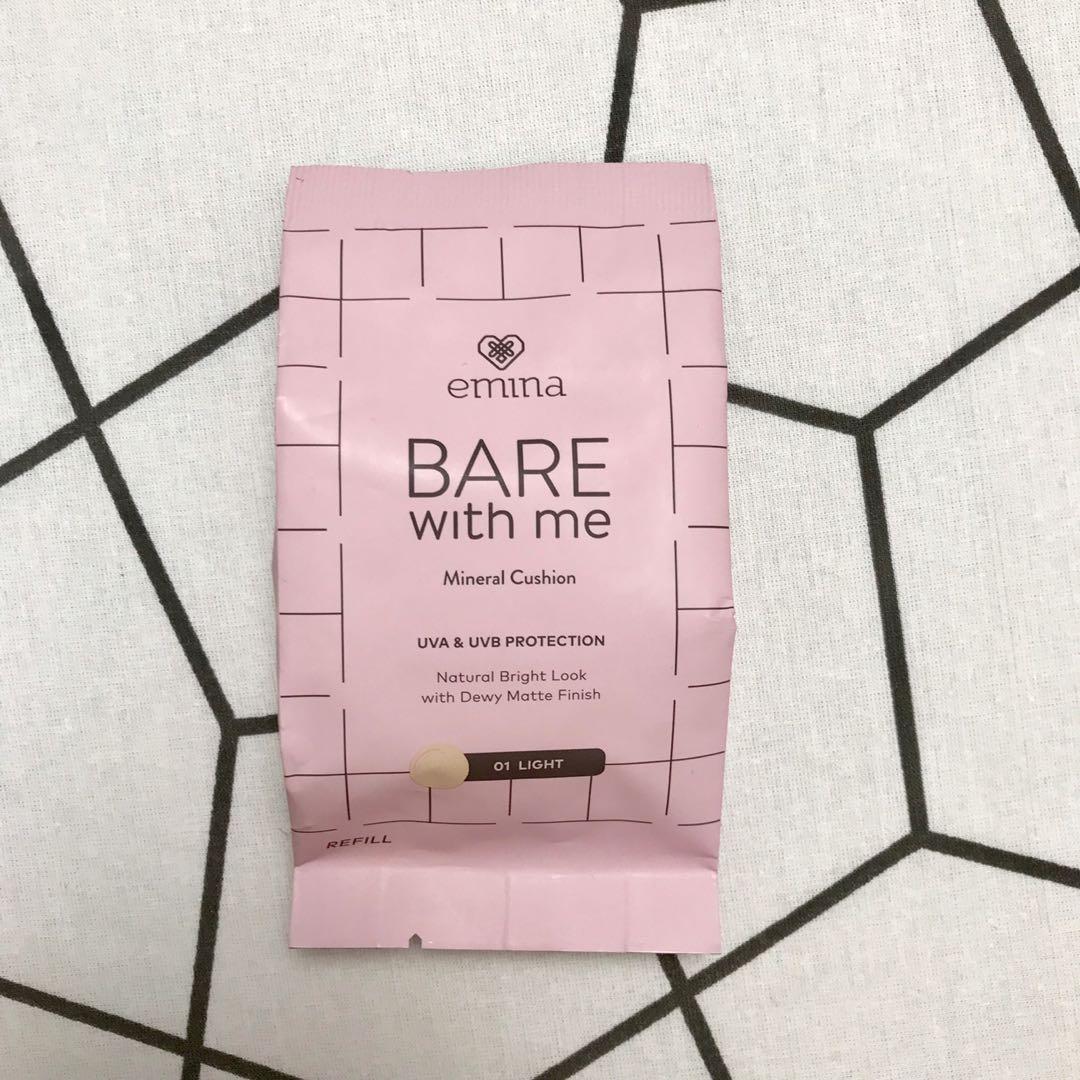 emina
BARE
with me
Mineral Cushion
UVA & UVB PROTECTION
Natural Bright Look
with Dewy Matte Finish
01 LIGHT
REFILL